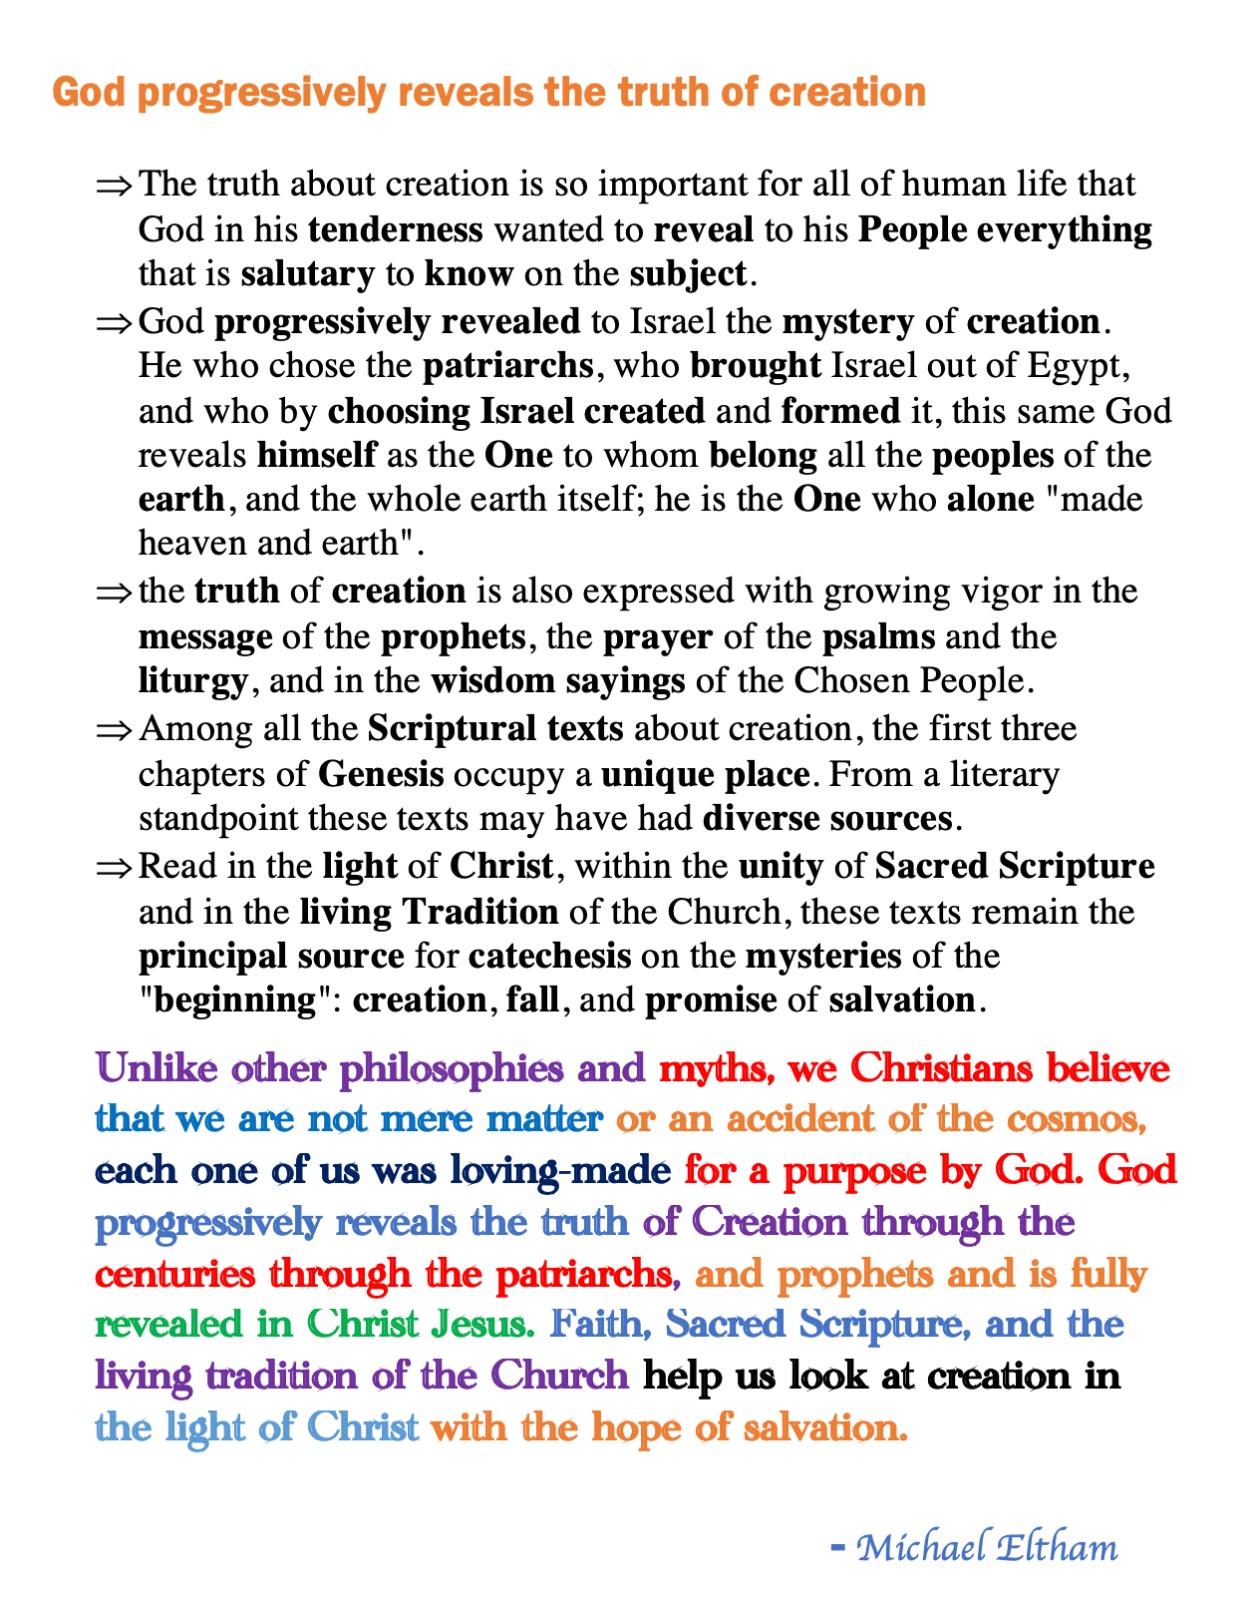 God progressively reveals the truth of creation
⇒The truth about creation is so important for all of human life that
God in his tenderness wanted to reveal to his People everything
that is salutary to know on the subject.
⇒God progressively revealed to Israel the mystery of creation.
He who chose the patriarchs, who brought Israel out of Egypt,
and who by choosing Israel created and formed it, this same God
reveals himself as the One to whom belong all the peoples of the
earth, and the whole earth itself; he is the One who alone "made
heaven and earth".
⇒the truth of creation is also expressed with growing vigor in the
message of the prophets, the prayer of the psalms and the
liturgy, and in the wisdom sayings of the Chosen People.
⇒Among all the Scriptural texts about creation, the first three
chapters of Genesis occupy a unique place. From a literary
standpoint these texts may have had diverse sources.
⇒Read in the light of Christ, within the unity of Sacred Scripture
and in the living Tradition of the Church, these texts remain the
principal source for catechesis on the mysteries of the
"beginning": creation, fall, and promise of salvation.
Unlike other philosophies and myths, we Christians believe
that we are not mere matter or an accident of the cosmos,
each one of us was loving-made for a purpose by God. God
progressively reveals the truth of Creation through the
centuries through the patriarchs, and prophets and is fully
revealed in Christ Jesus. Faith, Sacred Scripture, and the
living tradition of the Church help us look at creation in
the light of Christ with the hope of salvation.
- Michael Eltham